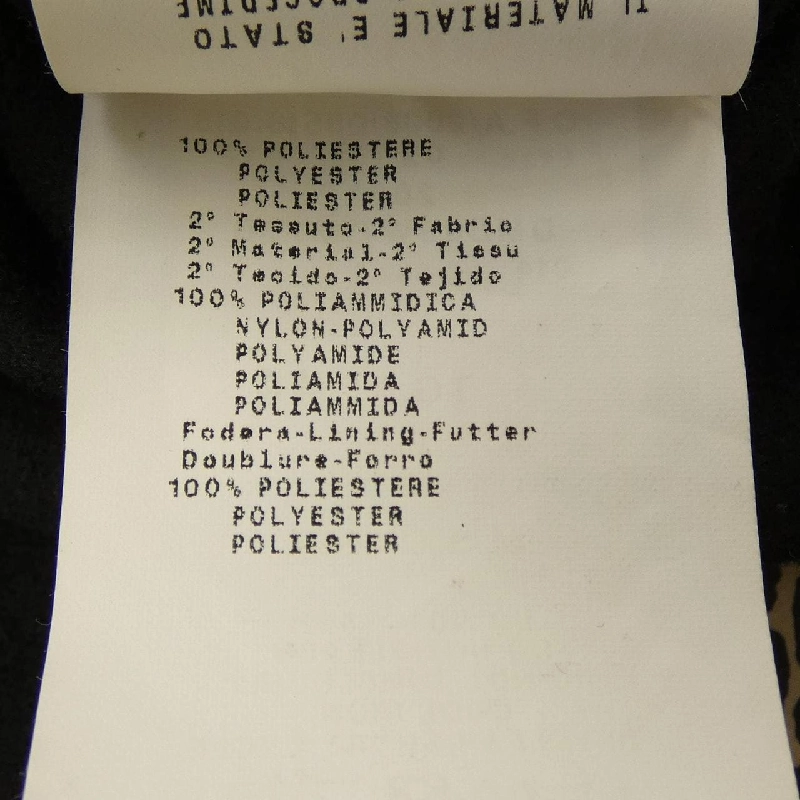 IL MATERIALE E' STATO
100% POLIESTERE
POLYESTER
POLIESTER
2° Tessuto-2° Fabric
2° Material-2° Tissu
2° Tecido-2° Tejido
100% POLIAMMIDICA
NYLON-POLYAMID
POLYAMIDE
POLIAMIDA
POLIAMMIDA
Fodera-Lining-Futter
Doublure-Forro
100% POLIESTERE
POLYESTER
POLIESTER